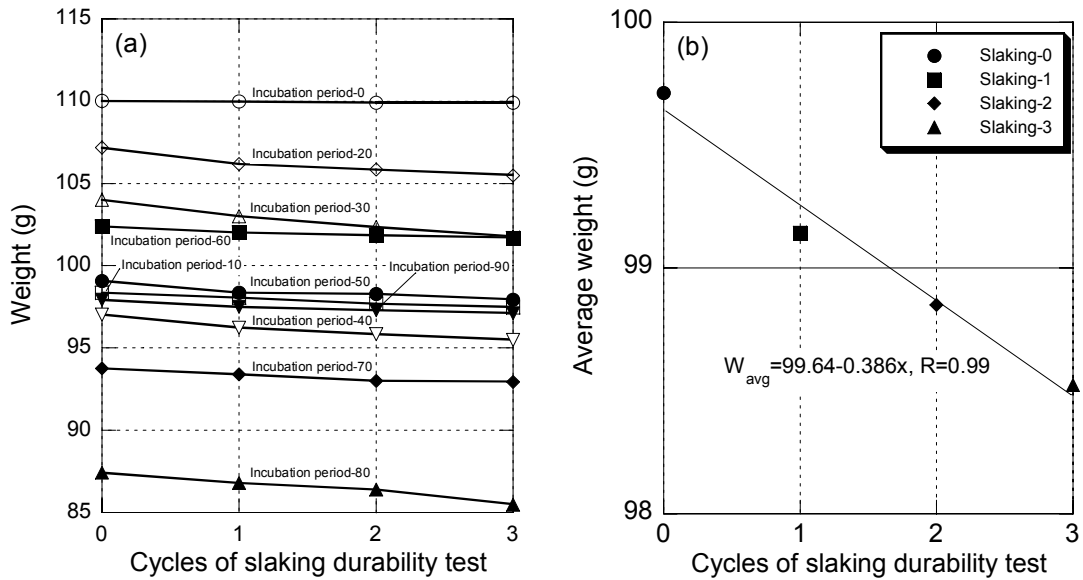 (a)
115
110
105
100
95
90
85
Weight (g)
Incubation period-0
Incubation period-20
Incubation period-30
Incubation period-60
Incubation period-10
Incubation period-90
Incubation period-50
Incubation period-40
Incubation period-70
Incubation period-80
0 1 2 3
Cycles of slaking durability test
(b)
100
99
98
Average weight (g)
Slaking-0
Slaking-1
Slaking-2
Slaking-3
W_avg=99.64-0.386x, R=0.99
0 1 2 3
Cycles of slaking durability test